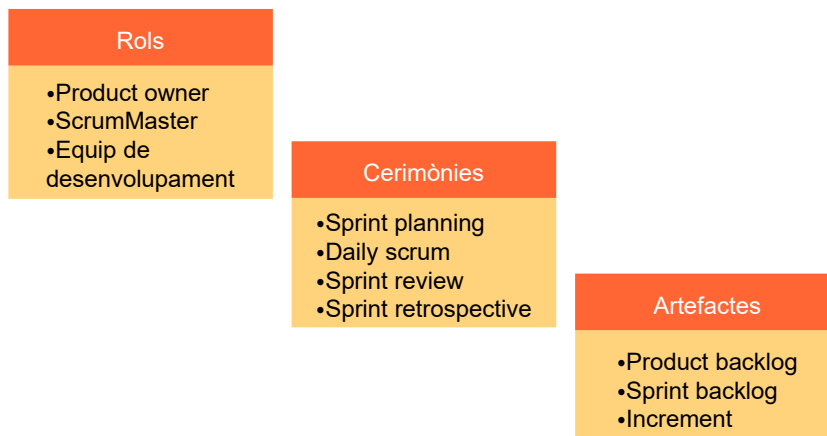 Rols
•Product owner
•ScrumMaster
•Equip de
desenvolupament
Cerimònies
•Sprint planning
•Daily scrum
•Sprint review
•Sprint retrospective
Artefactes
•Product backlog
•Sprint backlog
•Increment